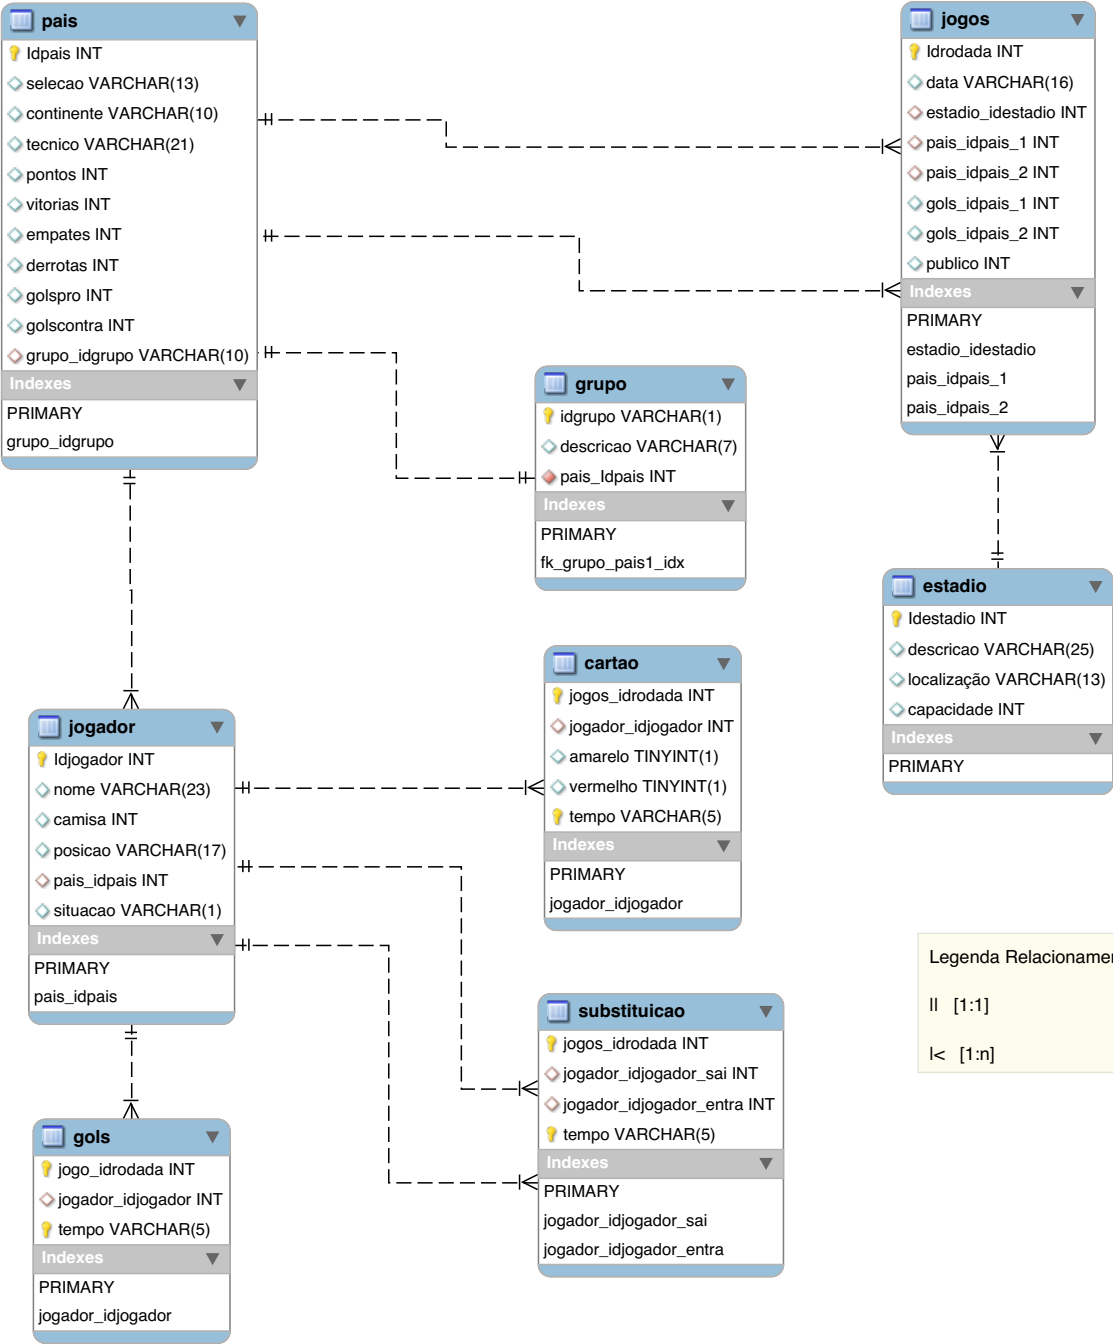 pais
Idpais INT
selecao VARCHAR(13)
continente VARCHAR(10)
tecnico VARCHAR(21)
pontos INT
vitorias INT
empates INT
derrotas INT
golspro INT
golscontra INT
grupo_idgrupo VARCHAR(10)
Indexes
PRIMARY
grupo_idgrupo
jogos
Idrodada INT
data VARCHAR(16)
estadio_idestadio INT
pais_idpais_1 INT
pais_idpais_2 INT
gols_idpais_1 INT
gols_idpais_2 INT
publico INT
Indexes
PRIMARY
estadio_idestadio
pais_idpais_1
pais_idpais_2
grupo
idgrupo VARCHAR(1)
descricao VARCHAR(7)
pais_Idpais INT
Indexes
PRIMARY
fk_grupo_pais1_idx
estadio
Idestadio INT
descricao VARCHAR(25)
localização VARCHAR(13)
capacidade INT
Indexes
PRIMARY
cartao
jogos_idrodada INT
jogador_idjogador INT
amarelo TINYINT(1)
vermelho TINYINT(1)
tempo VARCHAR(5)
Indexes
PRIMARY
jogador_idjogador
jogador
Idjogador INT
nome VARCHAR(23)
camisa INT
posicao VARCHAR(17)
pais_idpais INT
situacao VARCHAR(1)
Indexes
PRIMARY
pais_idpais
substituicao
jogos_idrodada INT
jogador_idjogador_sai INT
jogador_idjogador_entra INT
tempo VARCHAR(5)
Indexes
PRIMARY
jogador_idjogador_sai
jogador_idjogador_entra
gols
jogo_idrodada INT
jogador_idjogador INT
tempo VARCHAR(5)
Indexes
PRIMARY
jogador_idjogador
Legenda
|| [1:1]
|< [1:n]